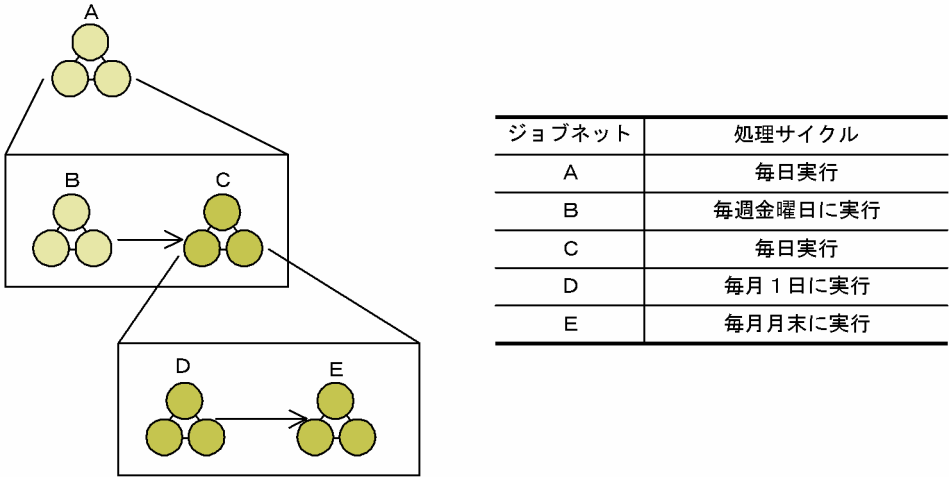 A
B
C
D
E
ジョブネット 処理サイクル
A 毎日実行
B 毎週金曜日に実行
C 毎日実行
D 毎月1日に実行
E 毎月月末に実行